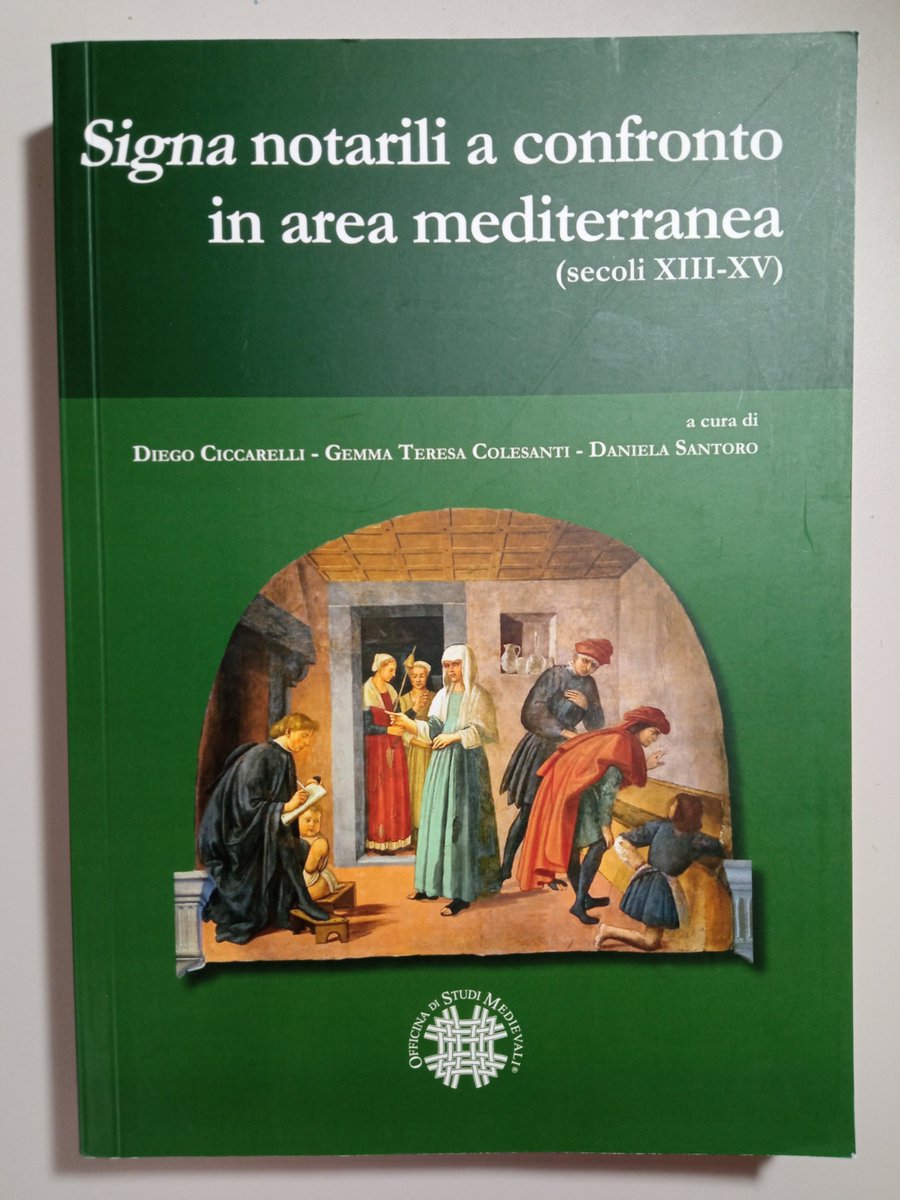 Signa notarili a confronto
in area mediterranea
(secoli XIII-XV)
a cura di
DIEGO CICCARELLI - GEMMA TERESA COLESANTI - DANIELA SANTORO
OFFICINA DI STUDI MEDIEVALI®